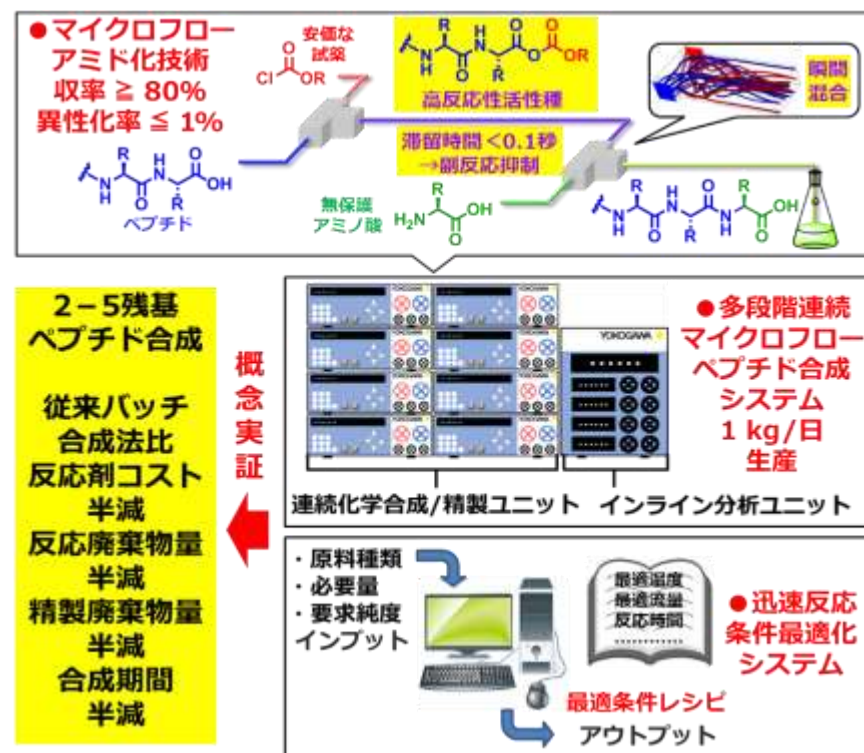 ●マイクロフロー
アミド化技術
収率 ≧ 80%
異性化率 ≦ 1%
安価な
試薬
Cl
O
OR
R
H
N
O
N
H
O
R
O
O
O
OR
高反応性活性種
瞬間
混合
滞留時間<0.1秒
→副反応抑制
R
H
N
OH
N
H
O
R
O
ペプチド
無保護
アミノ酸
R
H₂N
OH
O
R
H
N
O
N
H
O
R
N
H
R
OH
O
2-5残基
ペプチド合成
従来バッチ
合成法比
反応剤コスト
半減
反応廃棄物量
半減
精製廃棄物量
半減
合成期間
半減
概念実証
YOKOGAWA
連続化学合成/精製ユニット
インライン分析ユニット
●多段階連続
マイクロフロー
ペプチド合成
システム
1 kg/日
生産
・原料種類
・必要量
・要求純度
インプット
最適温度
最適流量
反応時間
…………
●迅速反応
条件最適化
システム
最適条件レシピ
アウトプット